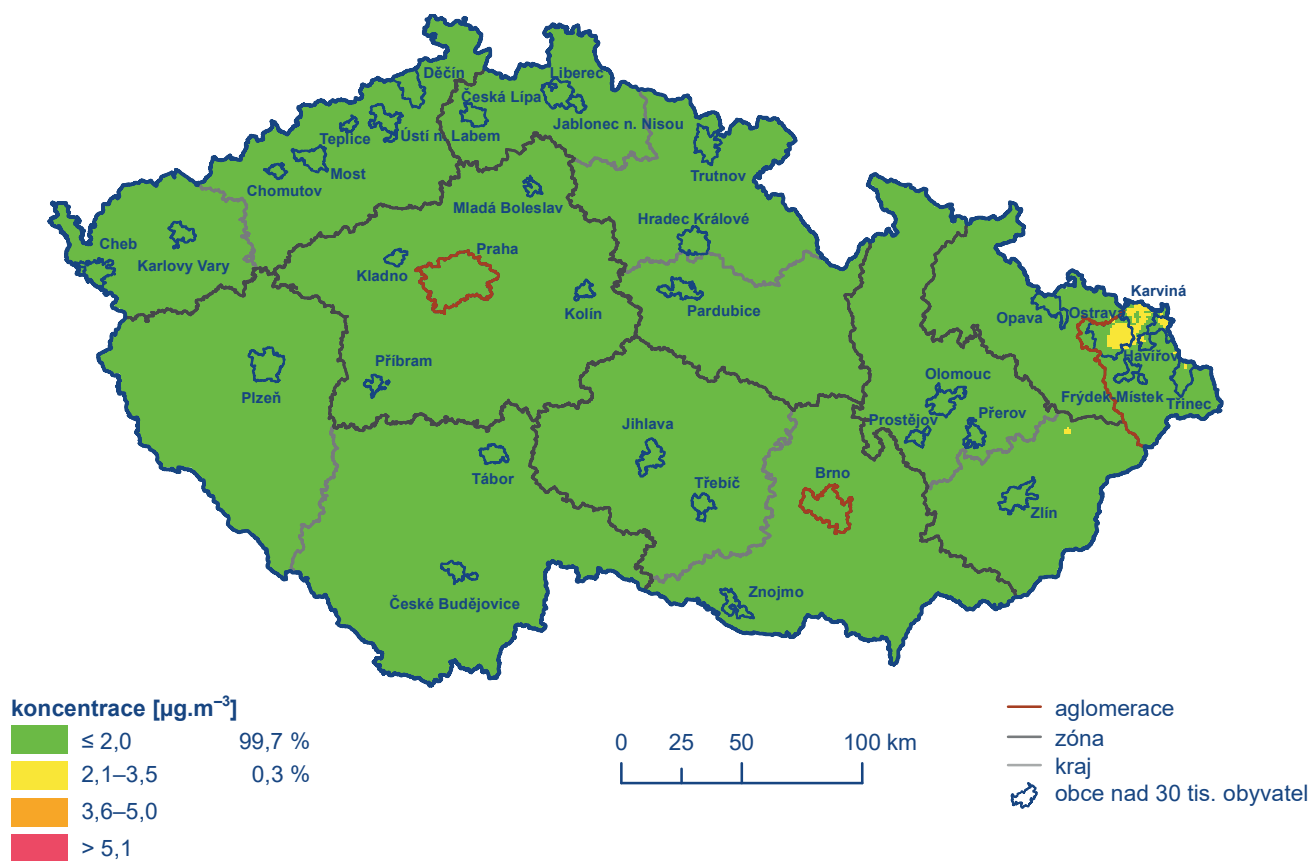 Děčín
Liberec
Česká Lípa
Jablonec n. Nisou
Teplice
Ústí n. Labem
Most
Chomutov
Trutnov
Mladá Boleslav
Hradec Králové
Cheb
Karlovy Vary
Praha
Kladno
Kolín
Pardubice
Karviná
Opava
Ostrava
Havířov
Příbram
Plzeň
Olomouc
Frýdek-Místek
Třinec
Prostějov
Přerov
Jihlava
Tábor
Třebíč
Brno
Zlín
České Budějovice
Znojmo
koncentrace [µg.m⁻³]
≤ 2,0 99,7 %
2,1–3,5 0,3 %
3,6–5,0
> 5,1
0 25 50 100 km
aglomerace
zóna
kraj
obce nad 30 tis. obyvatel